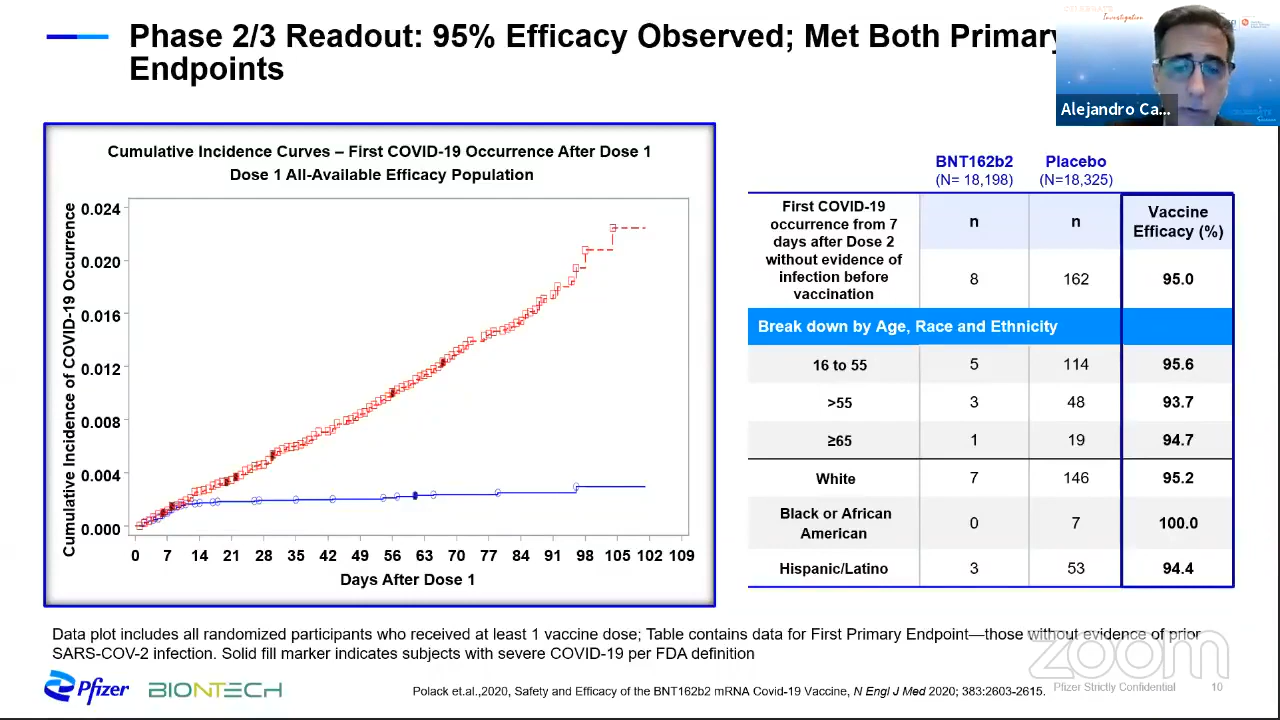 Phase 2/3 Readout: 95% Efficacy Observed; Met Both Primary
Endpoints
Investigation
Alejandro Ca...
Cumulative Incidence Curves – First COVID-19 Occurrence After Dose 1
Dose 1 All-Available Efficacy Population
Cumulative Incidence of COVID-19 Occurrence
0.024
0.020
0.016
0.012
0.008
0.004
0.000
0 7 14 21 28 35 42 49 56 63 70 77 84 91 98 105 102 109
Days After Dose 1
BNT162b2 Placebo
(N= 18,198) (N=18,325)
First COVID-19
occurrence from 7
days after Dose 2
without evidence of
infection before
vaccination
n n Vaccine
Efficacy (%)
8 162 95.0
Break down by Age, Race and Ethnicity
16 to 55 5 114 95.6
>55 3 48 93.7
≥65 1 19 94.7
White 7 146 95.2
Black or African
American 0 7 100.0
Hispanic/Latino 3 53 94.4
Data plot includes all randomized participants who received at least 1 vaccine dose; Table contains data for First Primary Endpoint—those without evidence of prior
SARS-COV-2 infection. Solid fill marker indicates subjects with severe COVID-19 per FDA definition
zoom
Pfizer BIONTECH
Polack et.al.,2020, Safety and Efficacy of the BNT162b2 mRNA Covid-19 Vaccine, N Engl J Med 2020; 383:2603-2615.
Pfizer Strictly Confidential 10